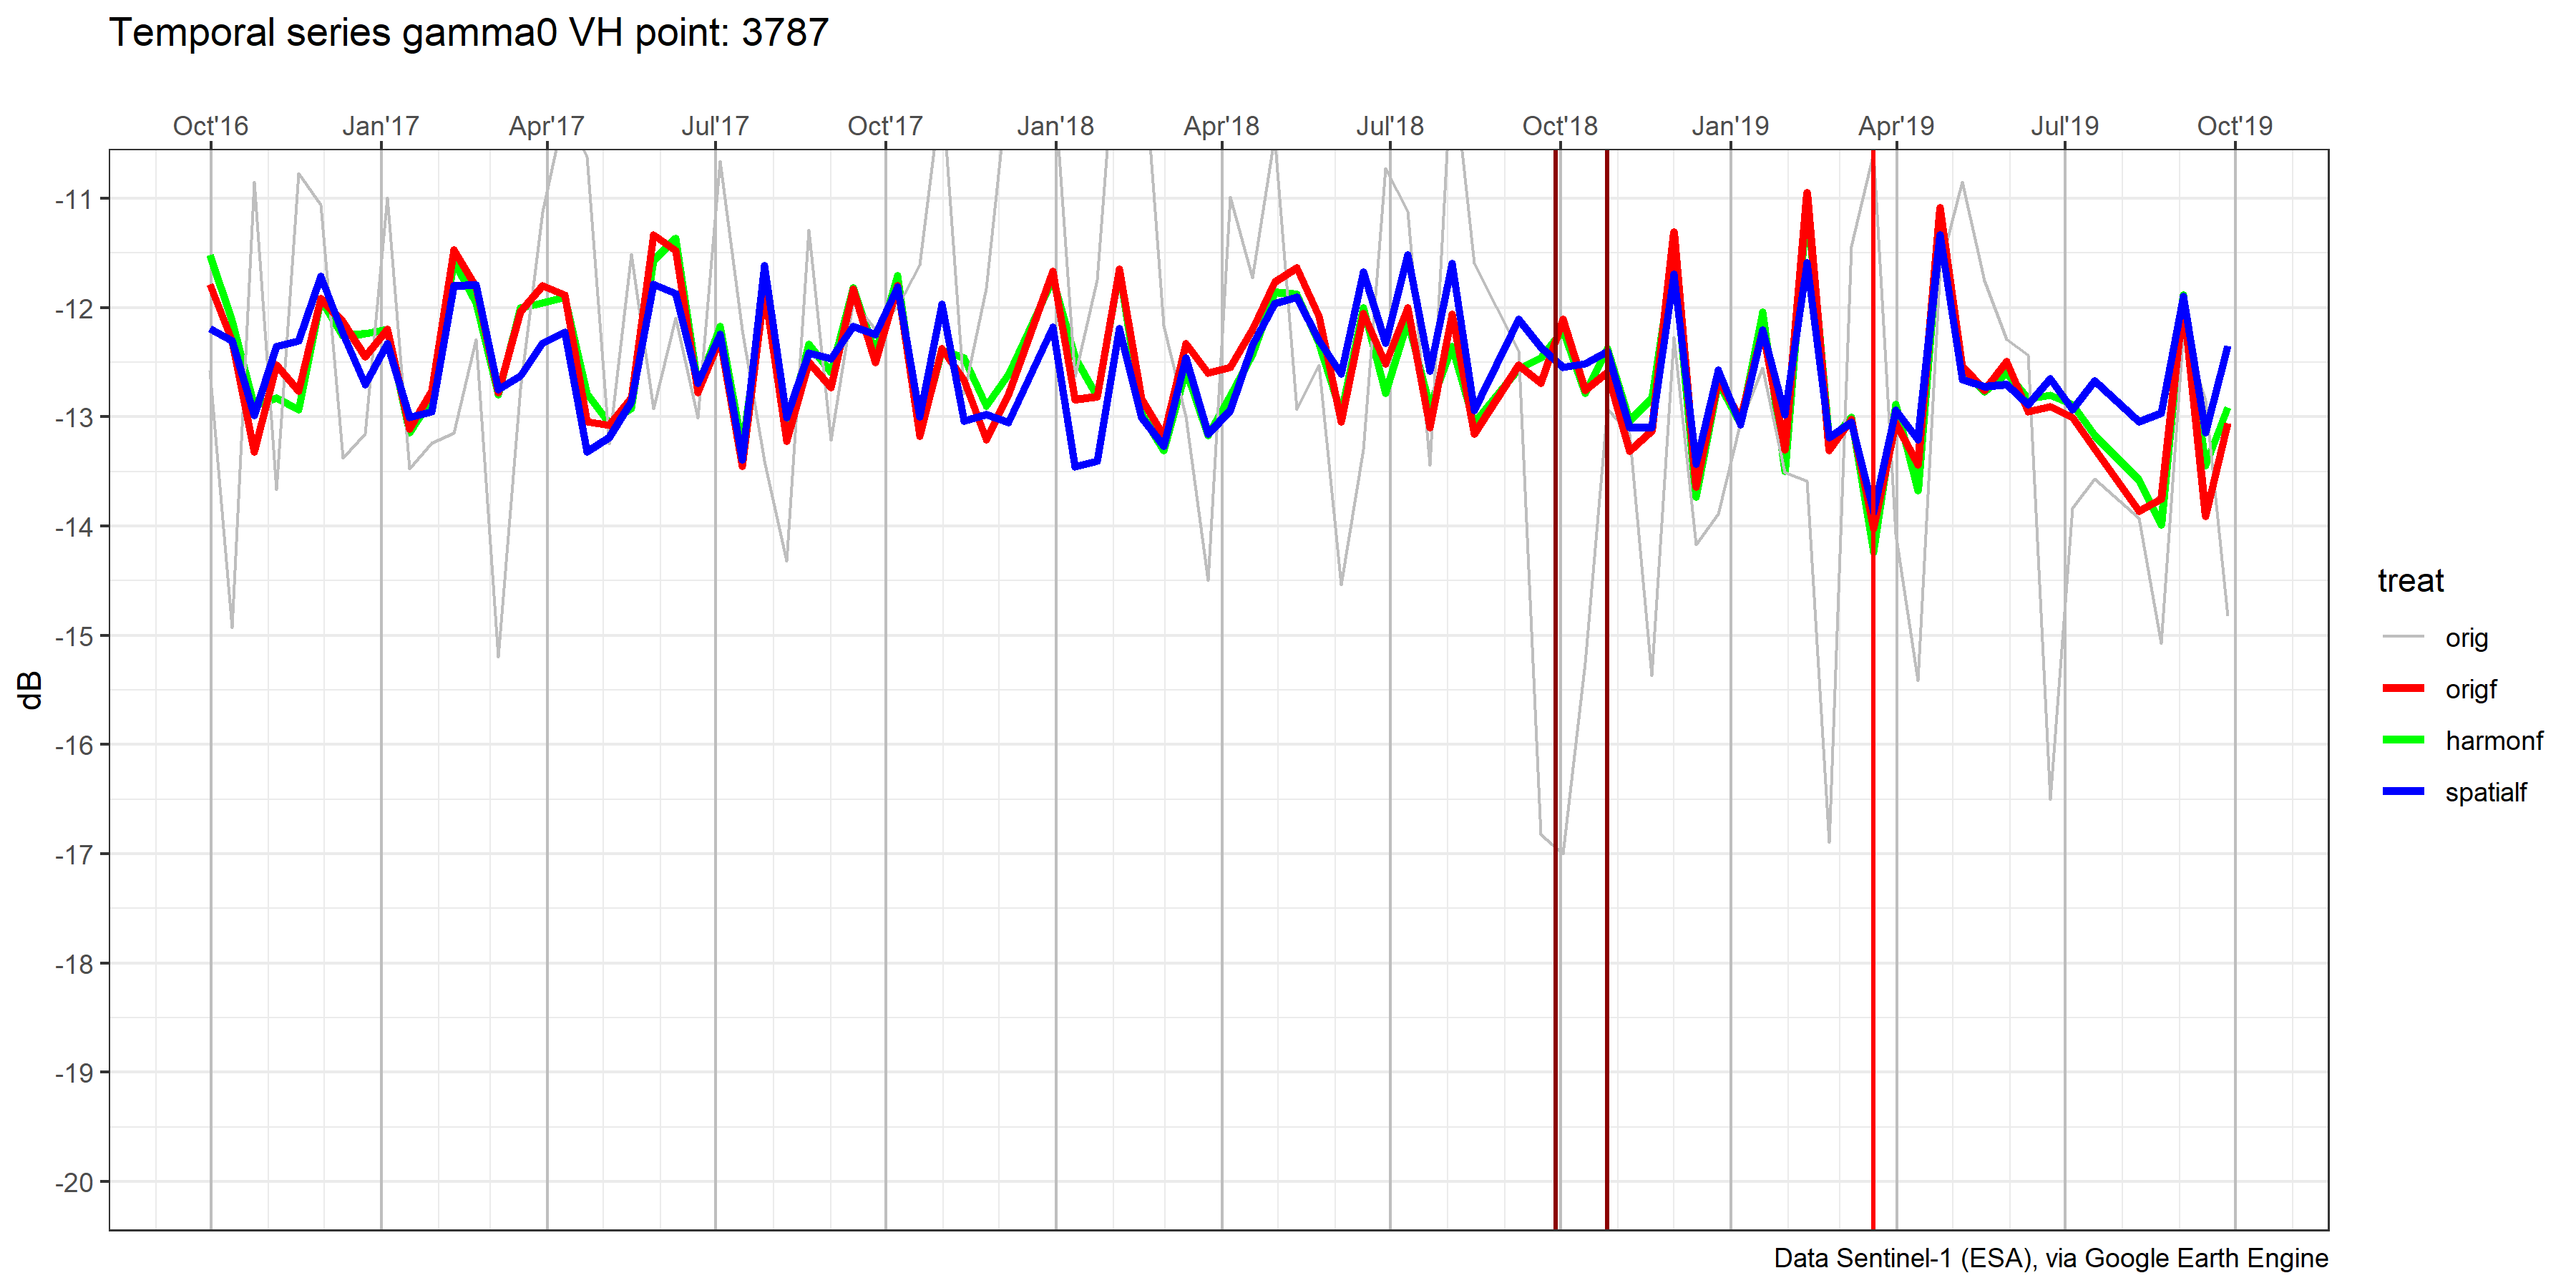 Temporal series gamma0 VH point: 3787
Oct'16 Jan'17 Apr'17 Jul'17 Oct'17 Jan'18 Apr'18 Jul'18 Oct'18 Jan'19 Apr'19 Jul'19 Oct'19
-11
-12
-13
-14
-15
-16
-17
-18
-19
-20
dB
treat
orig
origf
harmonf
spatialf
Data Sentinel-1 (ESA), via Google Earth Engine